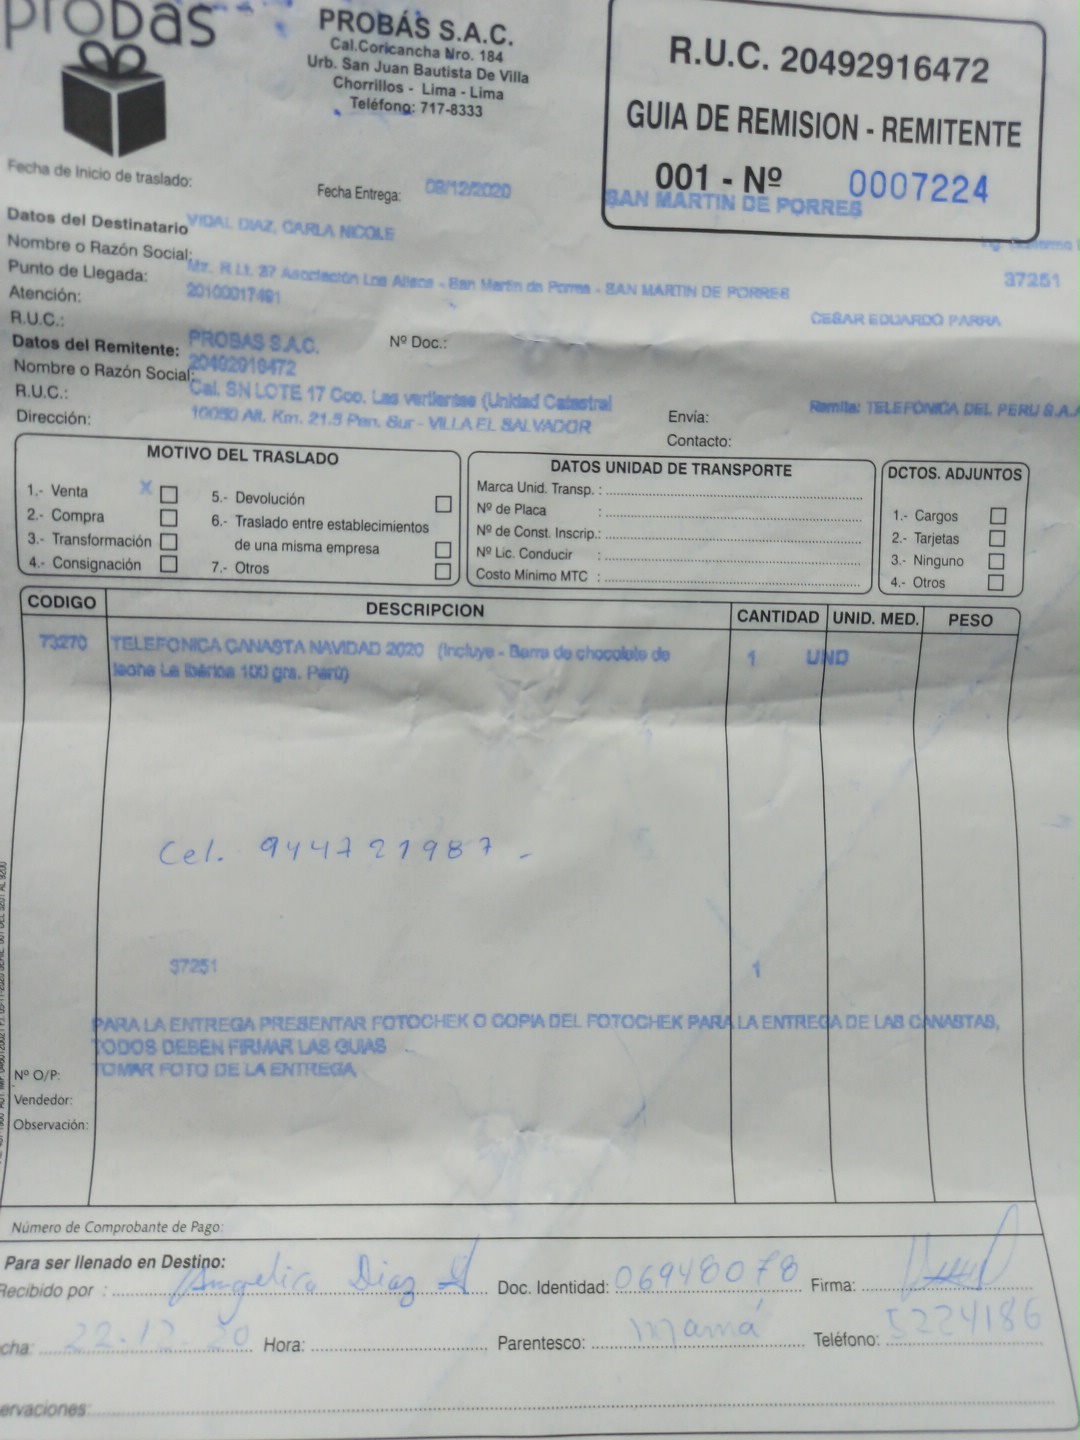 probas
PROBÁS S.A.C.
Cal.Coricancha Nro. 184
Urb. San Juan Bautista De Villa
Chorrillos - Lima - Lima
Teléfono: 717-8333
R.U.C. 20492916472
GUIA DE REMISION - REMITENTE
001 - Nº 0007224
SAN MARTIN DE PORRES
Fecha de Inicio de traslado:
Fecha Entrega: 09/12/2020
Datos del Destinatario
Nombre o Razón Social: VIDAL DIAZ, CARLA NICOLE
Punto de Llegada: Mz. R Lt. 27 Asociación Los Alisos - San Martin de Porres - SAN MARTIN DE PORRES
37251
Atención:
R.U.C.: 20100017491
CESAR EDUARDO PARRA
Datos del Remitente:
Nombre o Razón Social: PROBAS S.A.C.
Nº Doc.:
R.U.C.: 20492916472
Dirección: Cal. SN LOTE 17 Coo. Las vertientes (Unidad Catastral
10050 Alt. Km. 21.5 Pan. Sur - VILLA EL SALVADOR
Envía: Remite: TELEFONICA DEL PERU S.A.A
Contacto:
MOTIVO DEL TRASLADO
1.- Venta X
2.- Compra
3.- Transformación
4.- Consignación
5.- Devolución
6.- Traslado entre establecimientos
de una misma empresa
7.- Otros
DATOS UNIDAD DE TRANSPORTE
Marca Unid. Transp. :
Nº de Placa :
Nº de Const. Inscrip.:
Nº Lic. Conducir :
Costo Minimo MTC :
DCTOS. ADJUNTOS
1.- Cargos
2.- Tarjetas
3.- Ninguno
4.- Otros
CODIGO DESCRIPCION CANTIDAD UNID. MED. PESO
73270 TELEFONICA CANASTA NAVIDAD 2020 (Incluye - Barra de chocolate de 1 UND
leche La Ibérica 100 grs. Perú)
Cel. 944721987 -
37251 1
PARA LA ENTREGA PRESENTAR FOTOCHEK O COPIA DEL FOTOCHEK PARA LA ENTREGA DE LAS CANASTAS,
TODOS DEBEN FIRMAR LAS GUIAS
TOMAR FOTO DE LA ENTREGA
Nº O/P:
Vendedor:
Observación:
Número de Comprobante de Pago:
Para ser llenado en Destino:
Recibido por : Angelica Diaz Doc. Identidad: 06948078 Firma:
cha: 22-12-20 Hora: Parentesco: Mamá Teléfono: 5224186
ervaciones: